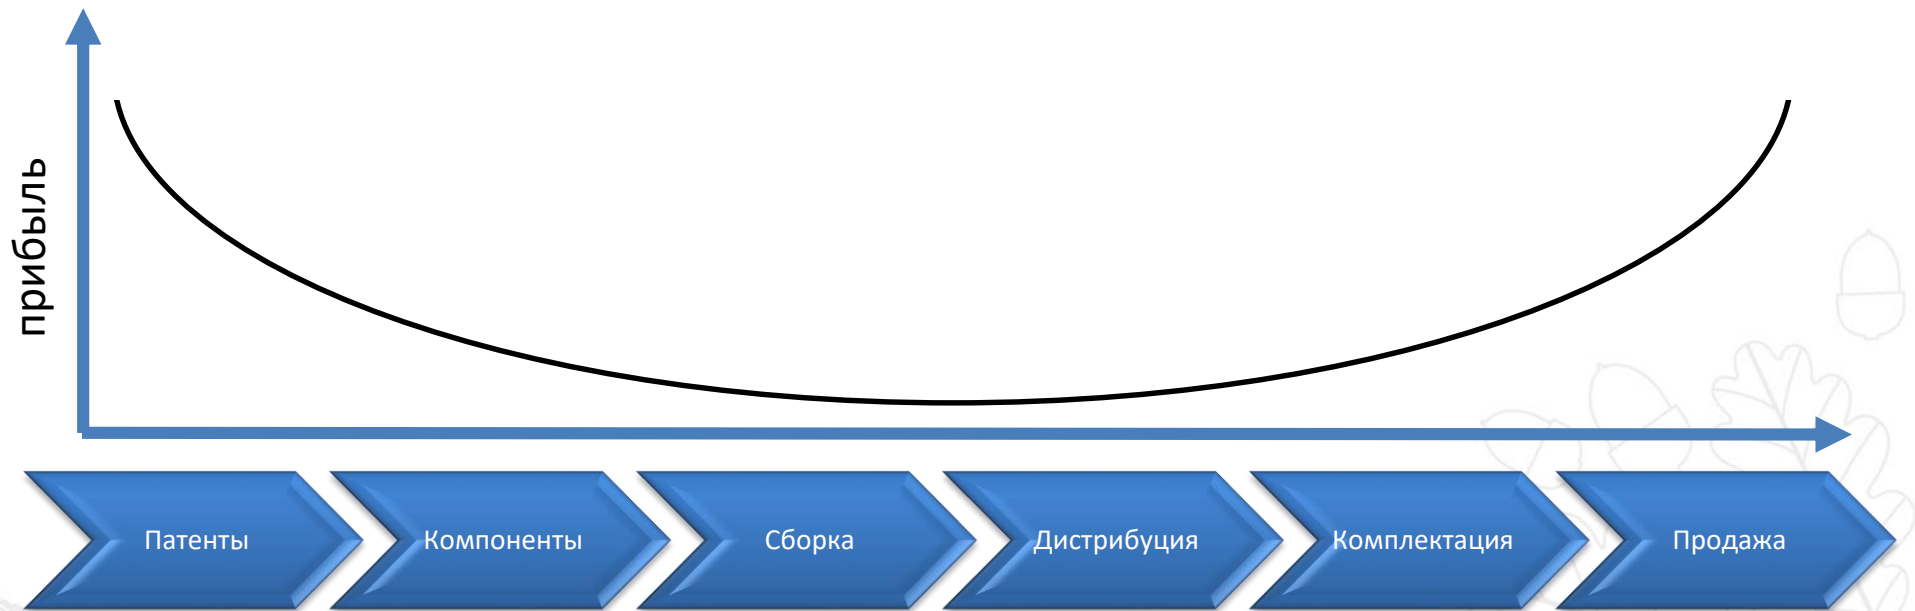 прибыль
Патенты
Компоненты
Сборка
Дистрибуция
Комплектация
Продажа